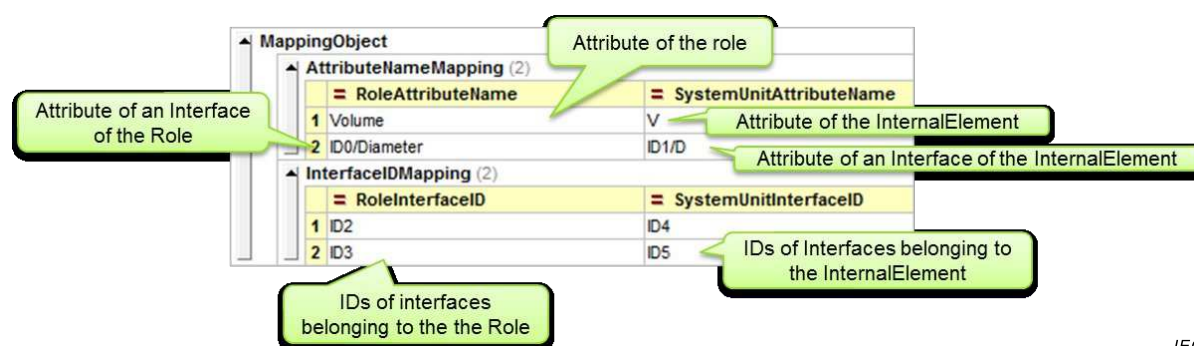 MappingObject
Attribute of the role
AttributeNameMapping (2)
= RoleAttributeName
= SystemUnitAttributeName
Attribute of an Interface
of the Role
1 Volume
V
Attribute of the InternalElement
2 ID0/Diameter
ID1/D
Attribute of an Interface of the InternalElement
InterfaceIDMapping (2)
= RoleInterfaceID
= SystemUnitInterfaceID
1 ID2
ID4
2 ID3
ID5
IDs of Interfaces belonging to
the InternalElement
IDs of interfaces
belonging to the the Role